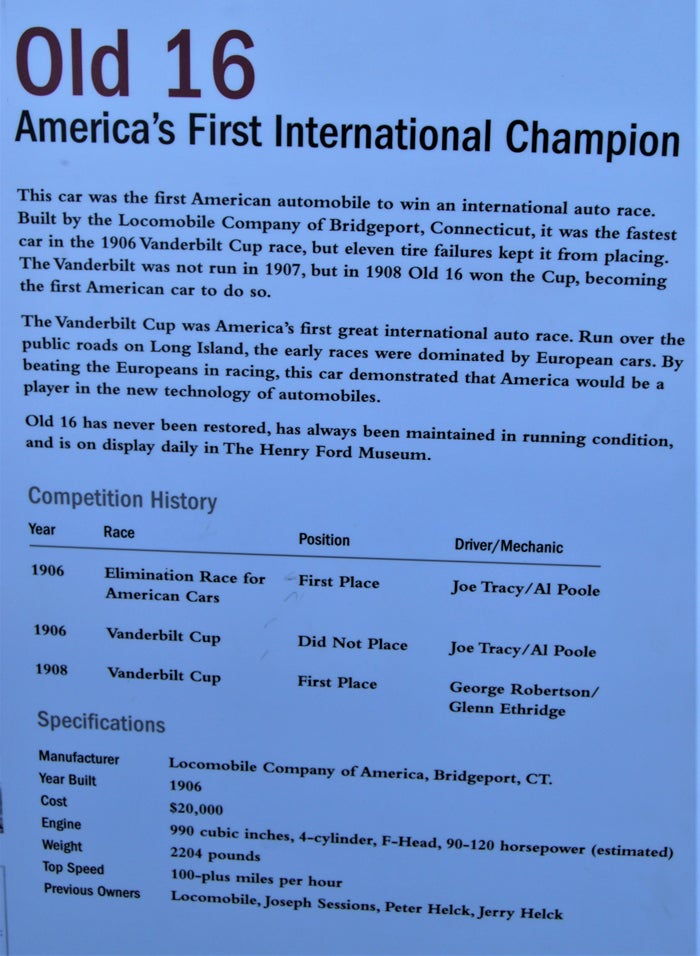 Old 16
America's First International Champion
This car was the first American automobile to win an international auto race.
Built by the Locomobile Company of Bridgeport, Connecticut, it was the fastest
car in the 1906 Vanderbilt Cup race, but eleven tire failures kept it from placing.
The Vanderbilt was not run in 1907, but in 1908 Old 16 won the Cup, becoming
the first American car to do so.
The Vanderbilt Cup was America's first great international auto race. Run over the
public roads on Long Island, the early races were dominated by European cars. By
beating the Europeans in racing, this car demonstrated that America would be a
player in the new technology of automobiles.
Old 16 has never been restored, has always been maintained in running condition,
and is on display daily in The Henry Ford Museum.
Competition History
Year Race Position Driver/Mechanic
1906 Elimination Race for First Place Joe Tracy/Al Poole
American Cars
1906 Vanderbilt Cup Did Not Place Joe Tracy/Al Poole
1908 Vanderbilt Cup First Place George Robertson/
Glenn Ethridge
Specifications
Manufacturer Locomobile Company of America, Bridgeport, CT.
Year Built 1906
Cost $20,000
Engine 990 cubic inches, 4-cylinder, F-Head, 90-120 horsepower (estimated)
Weight 2204 pounds
Top Speed 100-plus miles per hour
Previous Owners Locomobile, Joseph Sessions, Peter Helck, Jerry Helck